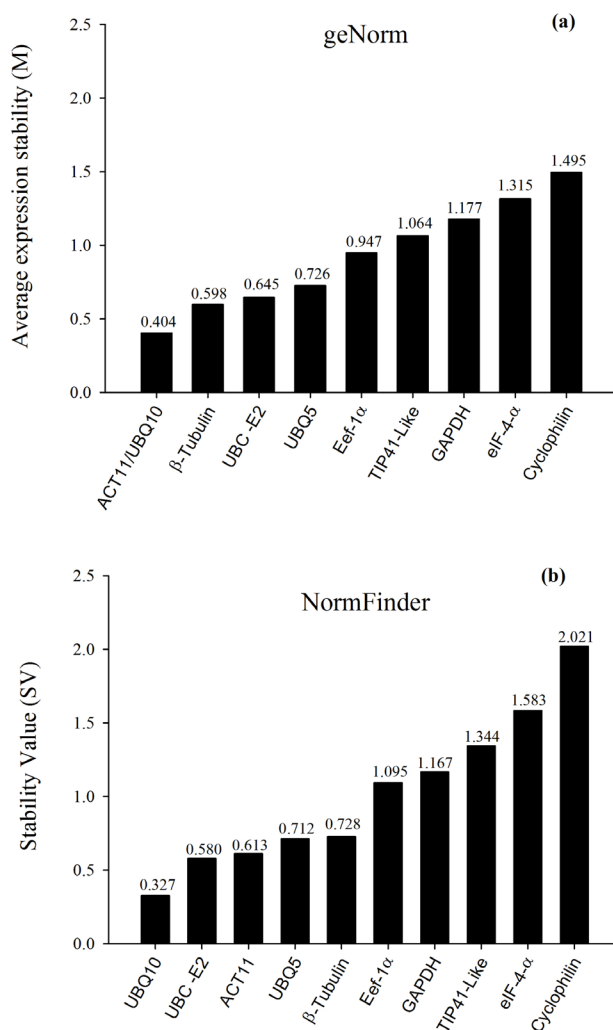 (a)
geNorm
Average expression stability (M)
2.5
2.0
1.5
1.0
0.5
0.0
0.404
0.598
0.645
0.726
0.947
1.064
1.177
1.315
1.495
ACT11/UBQ10
β-Tubulin
UBC -E2
UBQ5
Eef-1α
TIP41-Like
GAPDH
eIF-4-α
Cyclophilin
(b)
NormFinder
Stability Value (SV)
2.5
2.0
1.5
1.0
0.5
0.0
0.327
0.580
0.613
0.712
0.728
1.095
1.167
1.344
1.583
2.021
UBQ10
UBC -E2
ACT11
UBQ5
β-Tubulin
Eef-1α
GAPDH
TIP41-Like
eIF-4-α
Cyclophilin